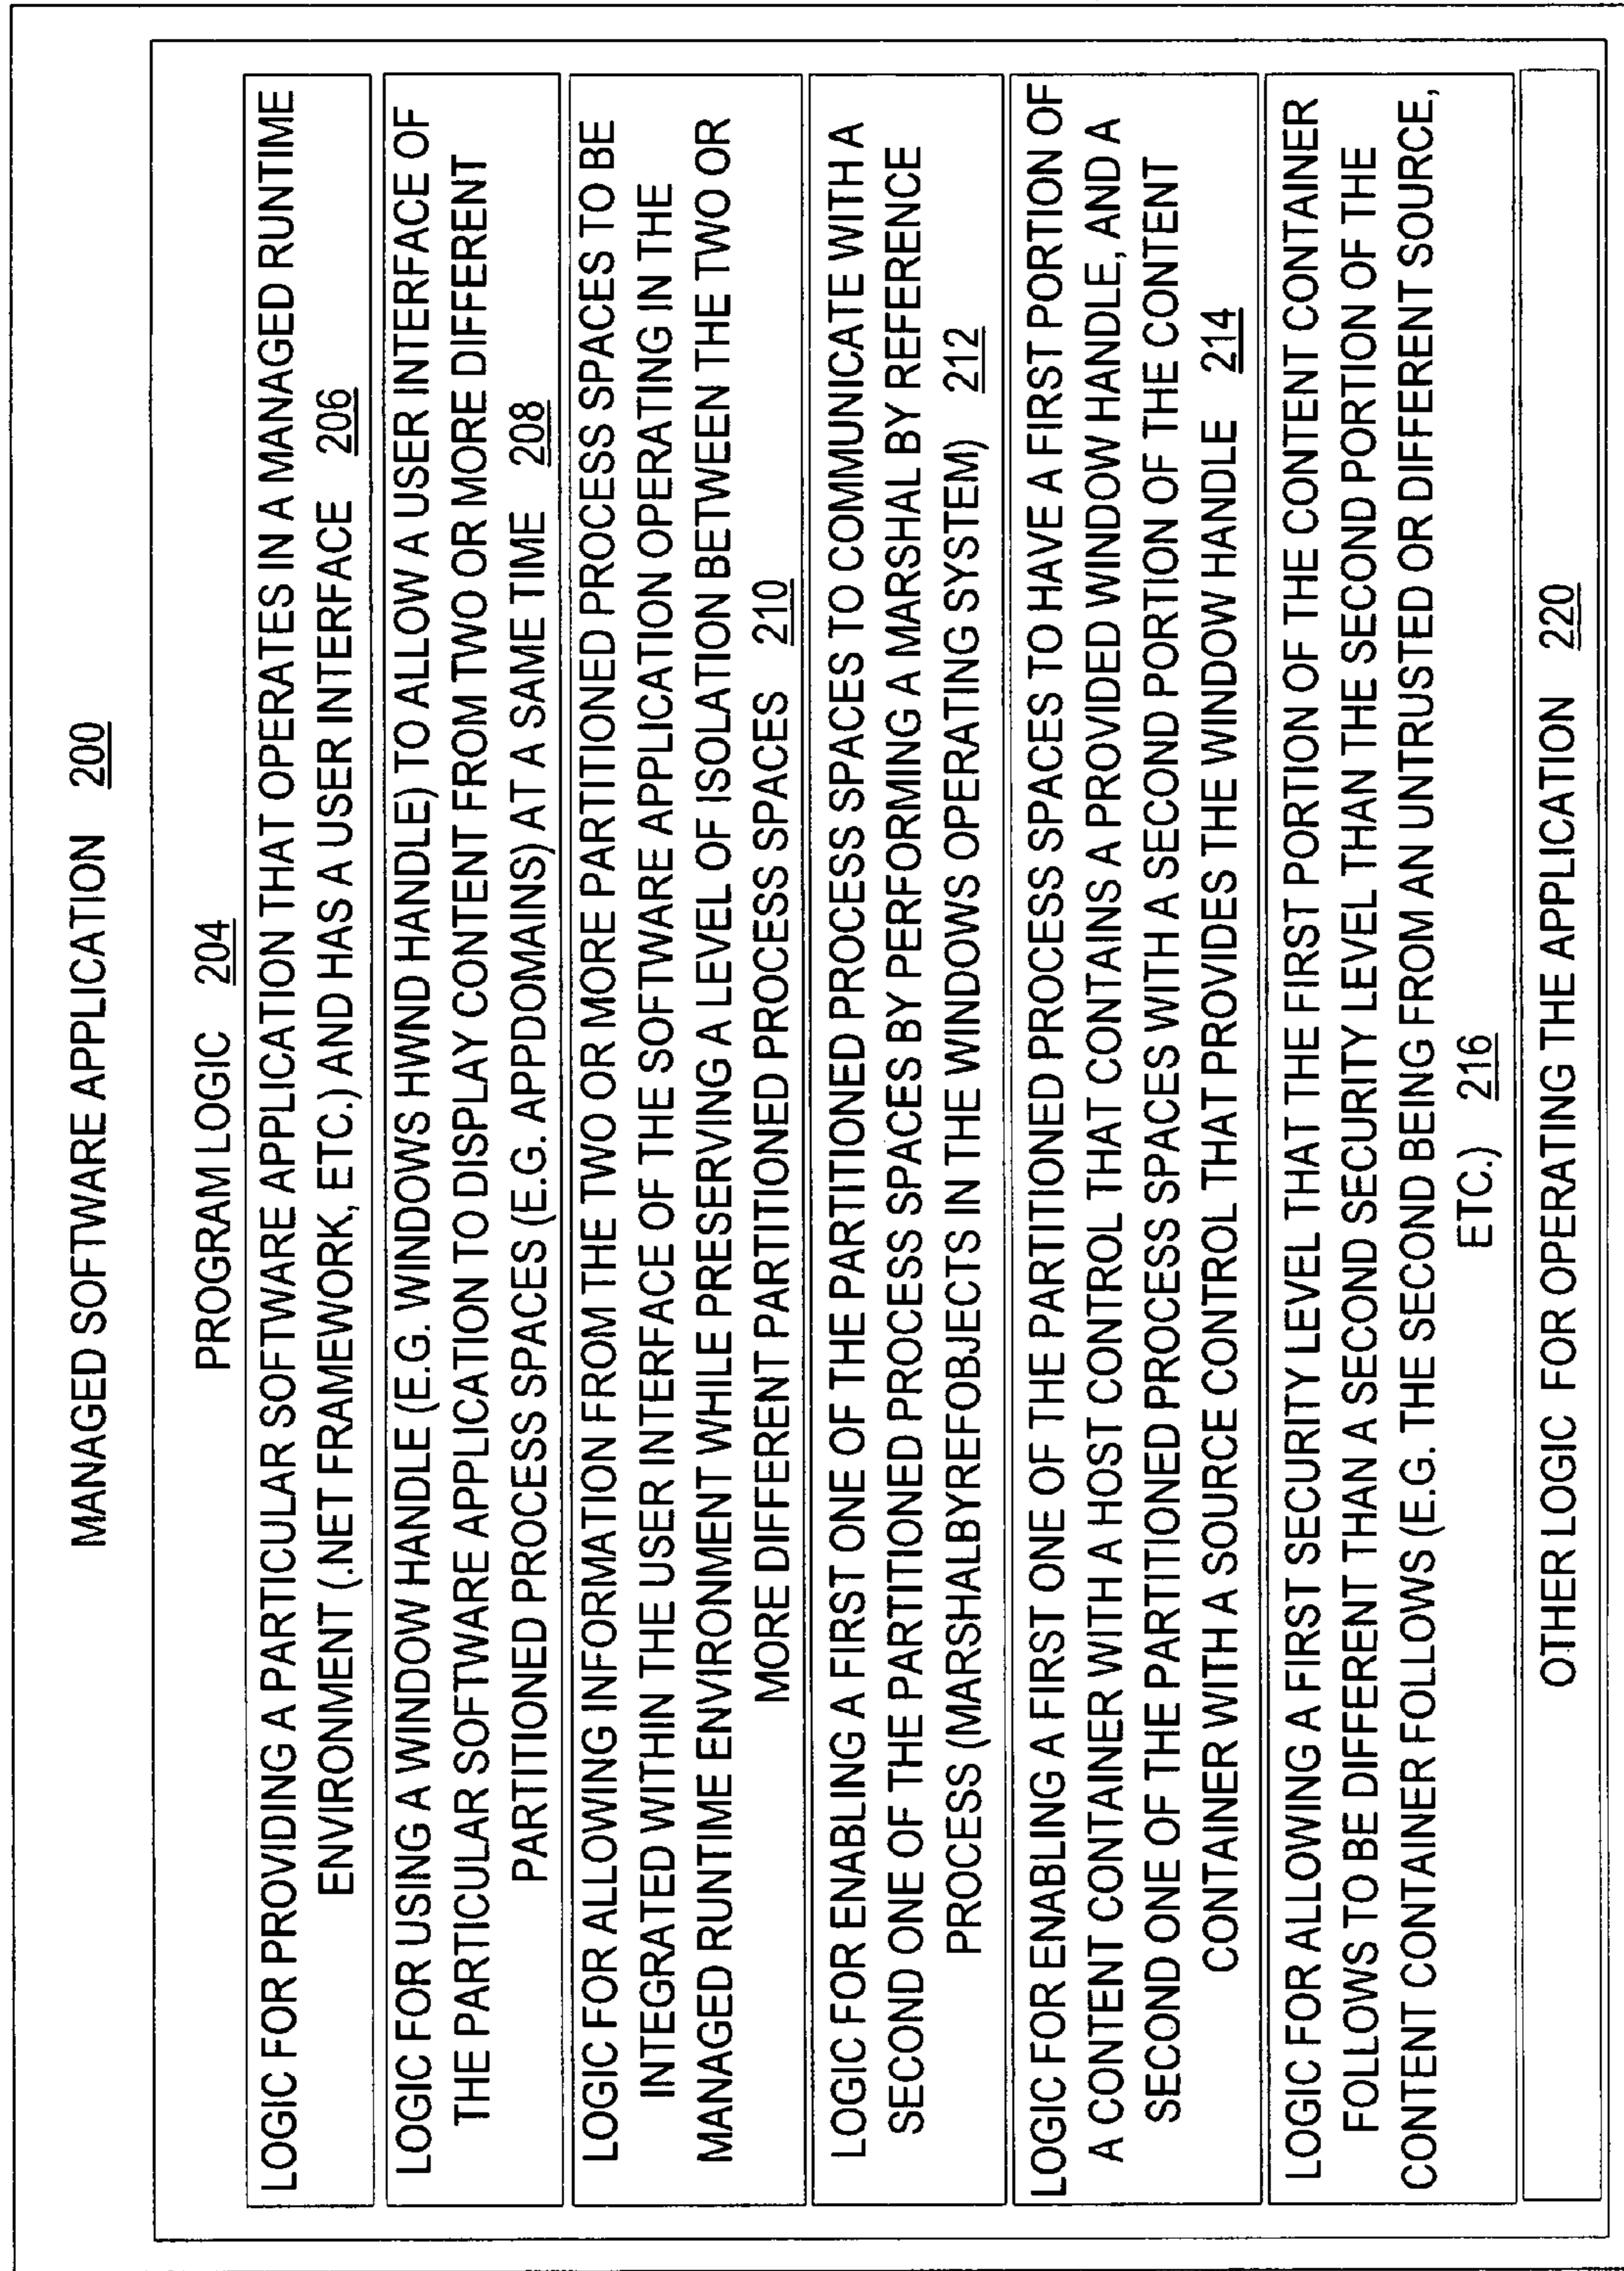 MANAGED SOFTWARE APPLICATION 200
PROGRAM LOGIC 204
LOGIC FOR PROVIDING A PARTICULAR SOFTWARE APPLICATION THAT OPERATES IN A MANAGED RUNTIME
ENVIRONMENT (.NET FRAMEWORK, ETC.) AND HAS A USER INTERFACE 206
LOGIC FOR USING A WINDOW HANDLE (E.G. WINDOWS HWND HANDLE) TO ALLOW A USER INTERFACE OF
THE PARTICULAR SOFTWARE APPLICATION TO DISPLAY CONTENT FROM TWO OR MORE DIFFERENT
PARTITIONED PROCESS SPACES (E.G. APPDOMAINS) AT A SAME TIME 208
LOGIC FOR ALLOWING INFORMATION FROM THE TWO OR MORE PARTITIONED PROCESS SPACES TO BE
INTEGRATED WITHIN THE USER INTERFACE OF THE SOFTWARE APPLICATION OPERATING IN THE
MANAGED RUNTIME ENVIRONMENT WHILE PRESERVING A LEVEL OF ISOLATION BETWEEN THE TWO OR
MORE DIFFERENT PARTITIONED PROCESS SPACES 210
LOGIC FOR ENABLING A FIRST ONE OF THE PARTITIONED PROCESS SPACES TO COMMUNICATE WITH A
SECOND ONE OF THE PARTITIONED PROCESS SPACES BY PERFORMING A MARSHAL BY REFERENCE
PROCESS (MARSHALBYREFOBJECTS IN THE WINDOWS OPERATING SYSTEM) 212
LOGIC FOR ENABLING A FIRST ONE OF THE PARTITIONED PROCESS SPACES TO HAVE A FIRST PORTION OF
A CONTENT CONTAINER WITH A HOST CONTROL THAT CONTAINS A PROVIDED WINDOW HANDLE, AND A
SECOND ONE OF THE PARTITIONED PROCESS SPACES WITH A SECOND PORTION OF THE CONTENT
CONTAINER WITH A SOURCE CONTROL THAT PROVIDES THE WINDOW HANDLE 214
LOGIC FOR ALLOWING A FIRST SECURITY LEVEL THAT THE FIRST PORTION OF THE CONTENT CONTAINER
FOLLOWS TO BE DIFFERENT THAN A SECOND SECURITY LEVEL THAN THE SECOND PORTION OF THE
CONTENT CONTAINER FOLLOWS (E.G. THE SECOND BEING FROM AN UNTRUSTED OR DIFFERENT SOURCE,
ETC.) 216
OTHER LOGIC FOR OPERATING THE APPLICATION 220